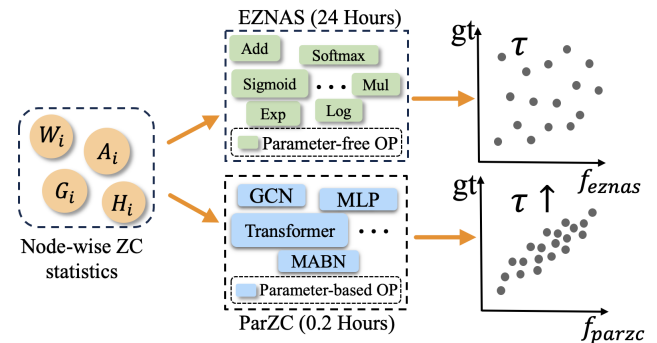 EZNAS (24 Hours)
Add
Softmax
Sigmoid ··· Mul
Exp
Log
Parameter-free OP
W_i
A_i
G_i
H_i
Node-wise ZC
statistics
GCN
MLP
Transformer ···
MABN
Parameter-based OP
ParZC (0.2 Hours)
gt
τ
f_eznas
gt
τ ↑
f_parzc